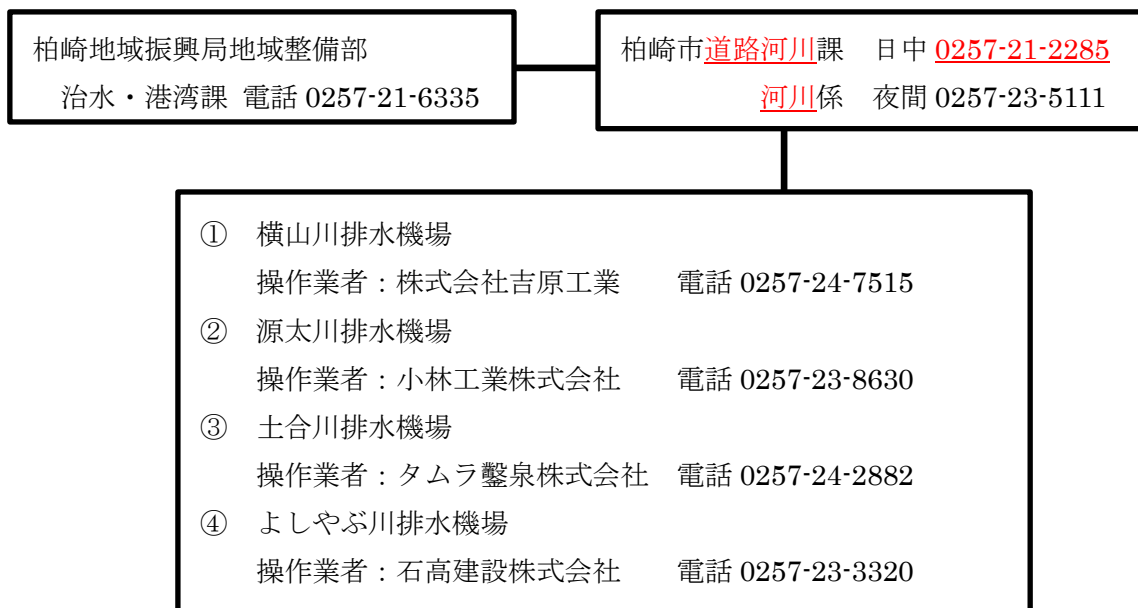 柏崎地域振興局地域整備部
治水・港湾課 電話 0257-21-6335
柏崎市道路河川課 日中 0257-21-2285
河川係 夜間 0257-23-5111
① 横山川排水機場
操作業者：株式会社吉原工業 電話 0257-24-7515
② 源太川排水機場
操作業者：小林工業株式会社 電話 0257-23-8630
③ 土合川排水機場
操作業者：タムラ鑿泉株式会社 電話 0257-24-2882
④ よしやぶ川排水機場
操作業者：石高建設株式会社 電話 0257-23-3320